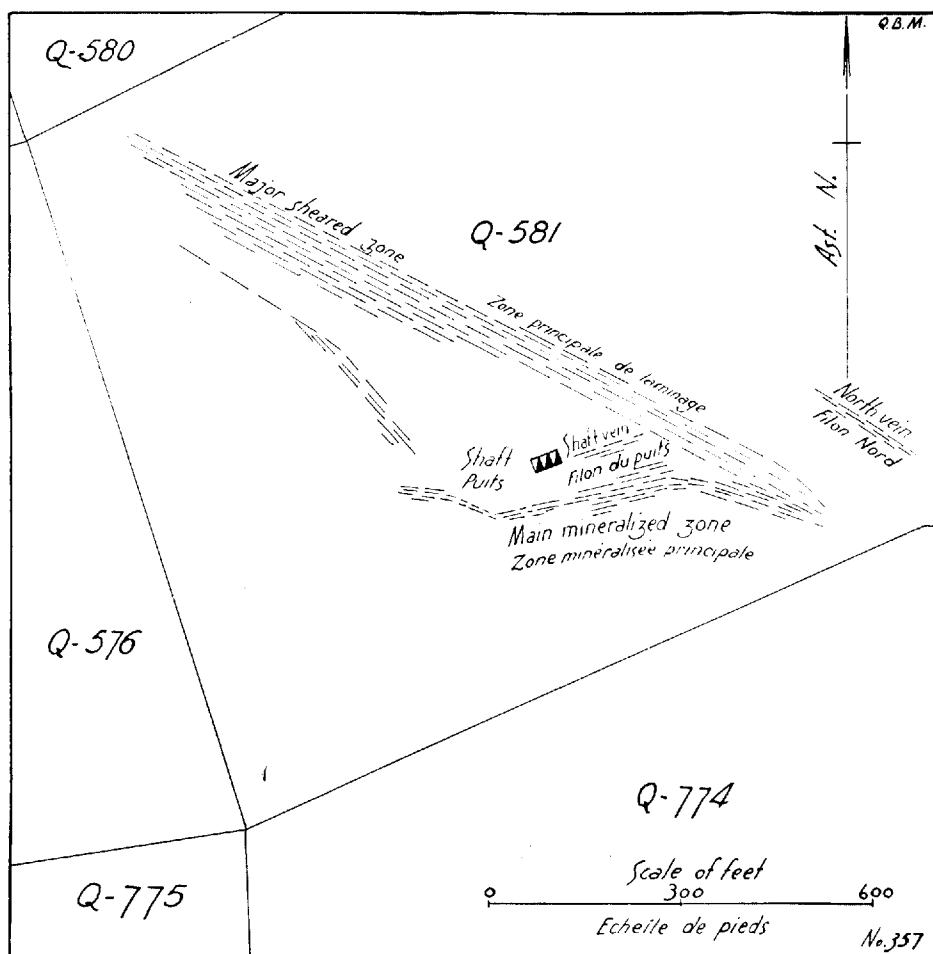 Q.B.M.
Q-580
Ast. N.
Major sheared zone
Q-581
Zone principale de laminage
North vein
Filon Nord
Shaft
Puits
Shaft vein
Filon du puits
Main mineralized zone
Zone minéralisée principale
Q-576
Q-774
Q-775
Scale of feet
0 300 600
Echelle de pieds
No. 357